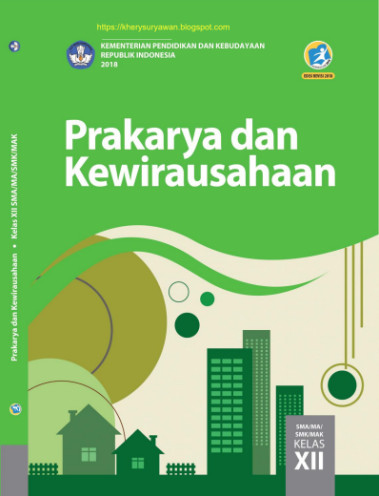 https://kherysuryawan.blogspot.com
KEMENTERIAN PENDIDIKAN DAN KEBUDAYAAN
REPUBLIK INDONESIA
2018
Prakarya dan
Kewirausahaan
Prakarya dan Kewirausahaan • Kelas XII SMA/MA/SMK/MAK
SMA/MA/
SMK/MAK
KELAS
XII